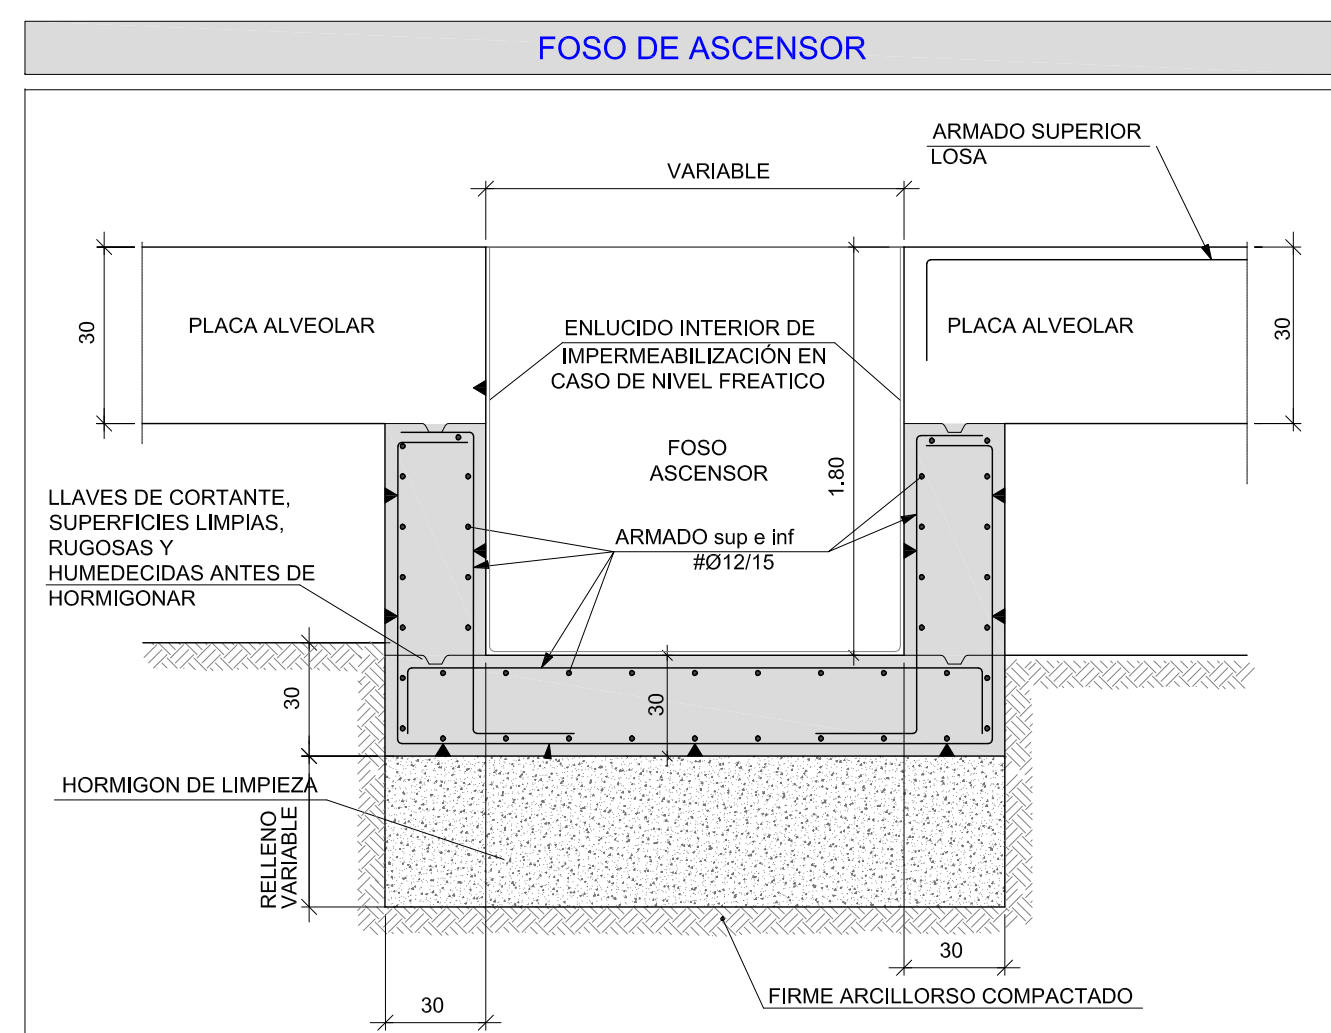 FOSO DE ASCENSOR
ARMADO SUPERIOR
LOSA
VARIABLE
30
PLACA ALVEOLAR
ENLUCIDO INTERIOR DE
IMPERMEABILIZACIÓN EN
CASO DE NIVEL FREATICO
PLACA ALVEOLAR
30
FOSO
ASCENSOR
1.80
LLAVES DE CORTANTE,
SUPERFICIES LIMPIAS,
RUGOSAS Y
HUMEDECIDAS ANTES DE
HORMIGONAR
ARMADO sup e inf
#Ø12/15
30
30
HORMIGON DE LIMPIEZA
RELLENO
VARIABLE
30
30
FIRME ARCILLORSO COMPACTADO